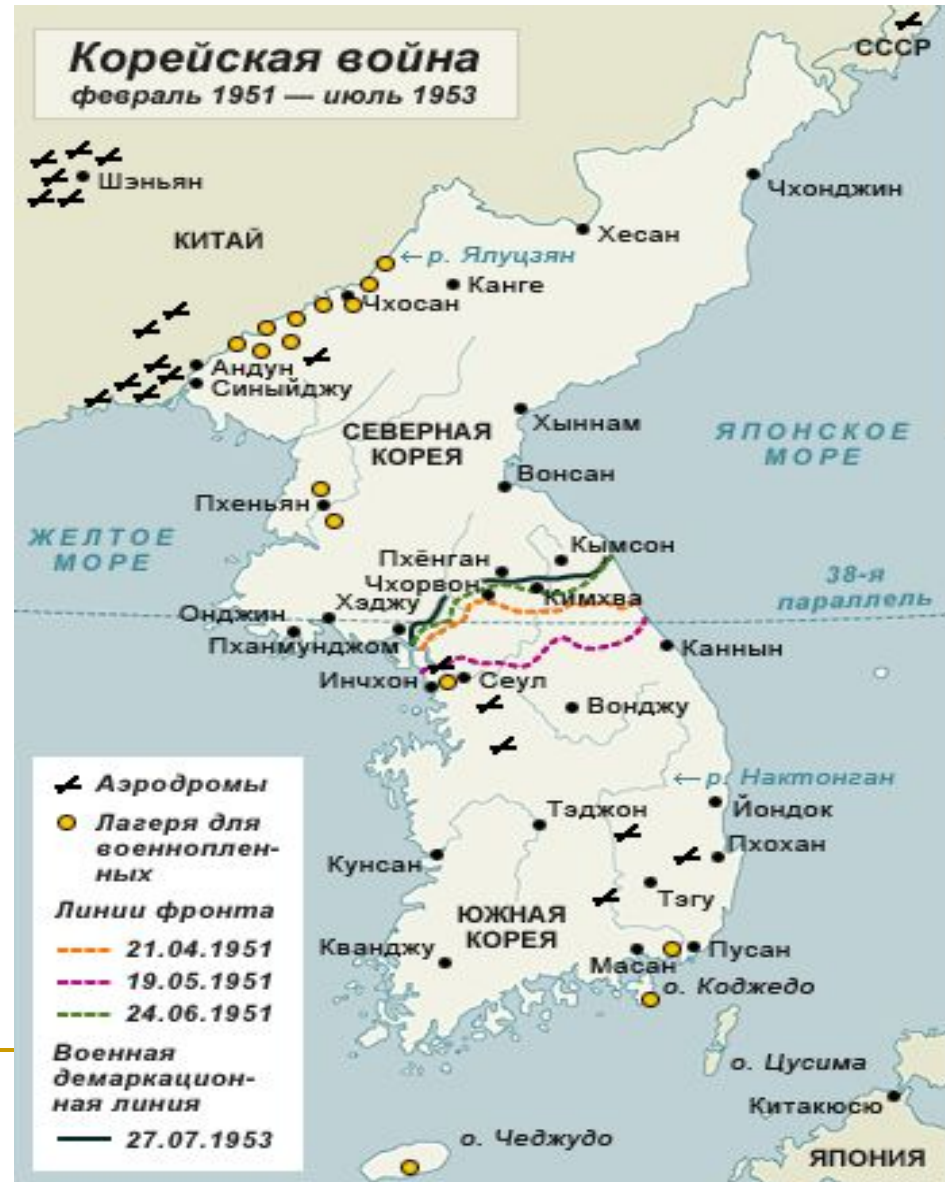 Корейская война
февраль 1951 — июль 1953
СССР
Шэньян
Чхонджин
КИТАЙ
Хесан
←р. Ялуцзян
Канге
Чхосан
Андун
Синыйджу
Хыннам
СЕВЕРНАЯ
КОРЕЯ
ЯПОНСКОЕ
МОРЕ
Вонсан
Пхеньян
ЖЕЛТОЕ
МОРЕ
Кымсон
Пхёнган
Чхорвон
38-я
параллель
Кимхва
Хэджу
Онджин
Пханмунджом
Каннын
Инчхон
Сеул
Вонджу
←р. Нактонган
Аэродромы
Тэджон
Йондок
Лагеря для
военноплен-
ных
Пхохан
Кунсан
Тэгу
Линии фронта
ЮЖНАЯ
КОРЕЯ
21.04.1951
Кванджу
Пусан
Масан
19.05.1951
о. Коджедо
24.06.1951
Военная
демаркацион-
ная линия
о. Цусима
Китакюсю
27.07.1953
о. Чеджудо
ЯПОНИЯ